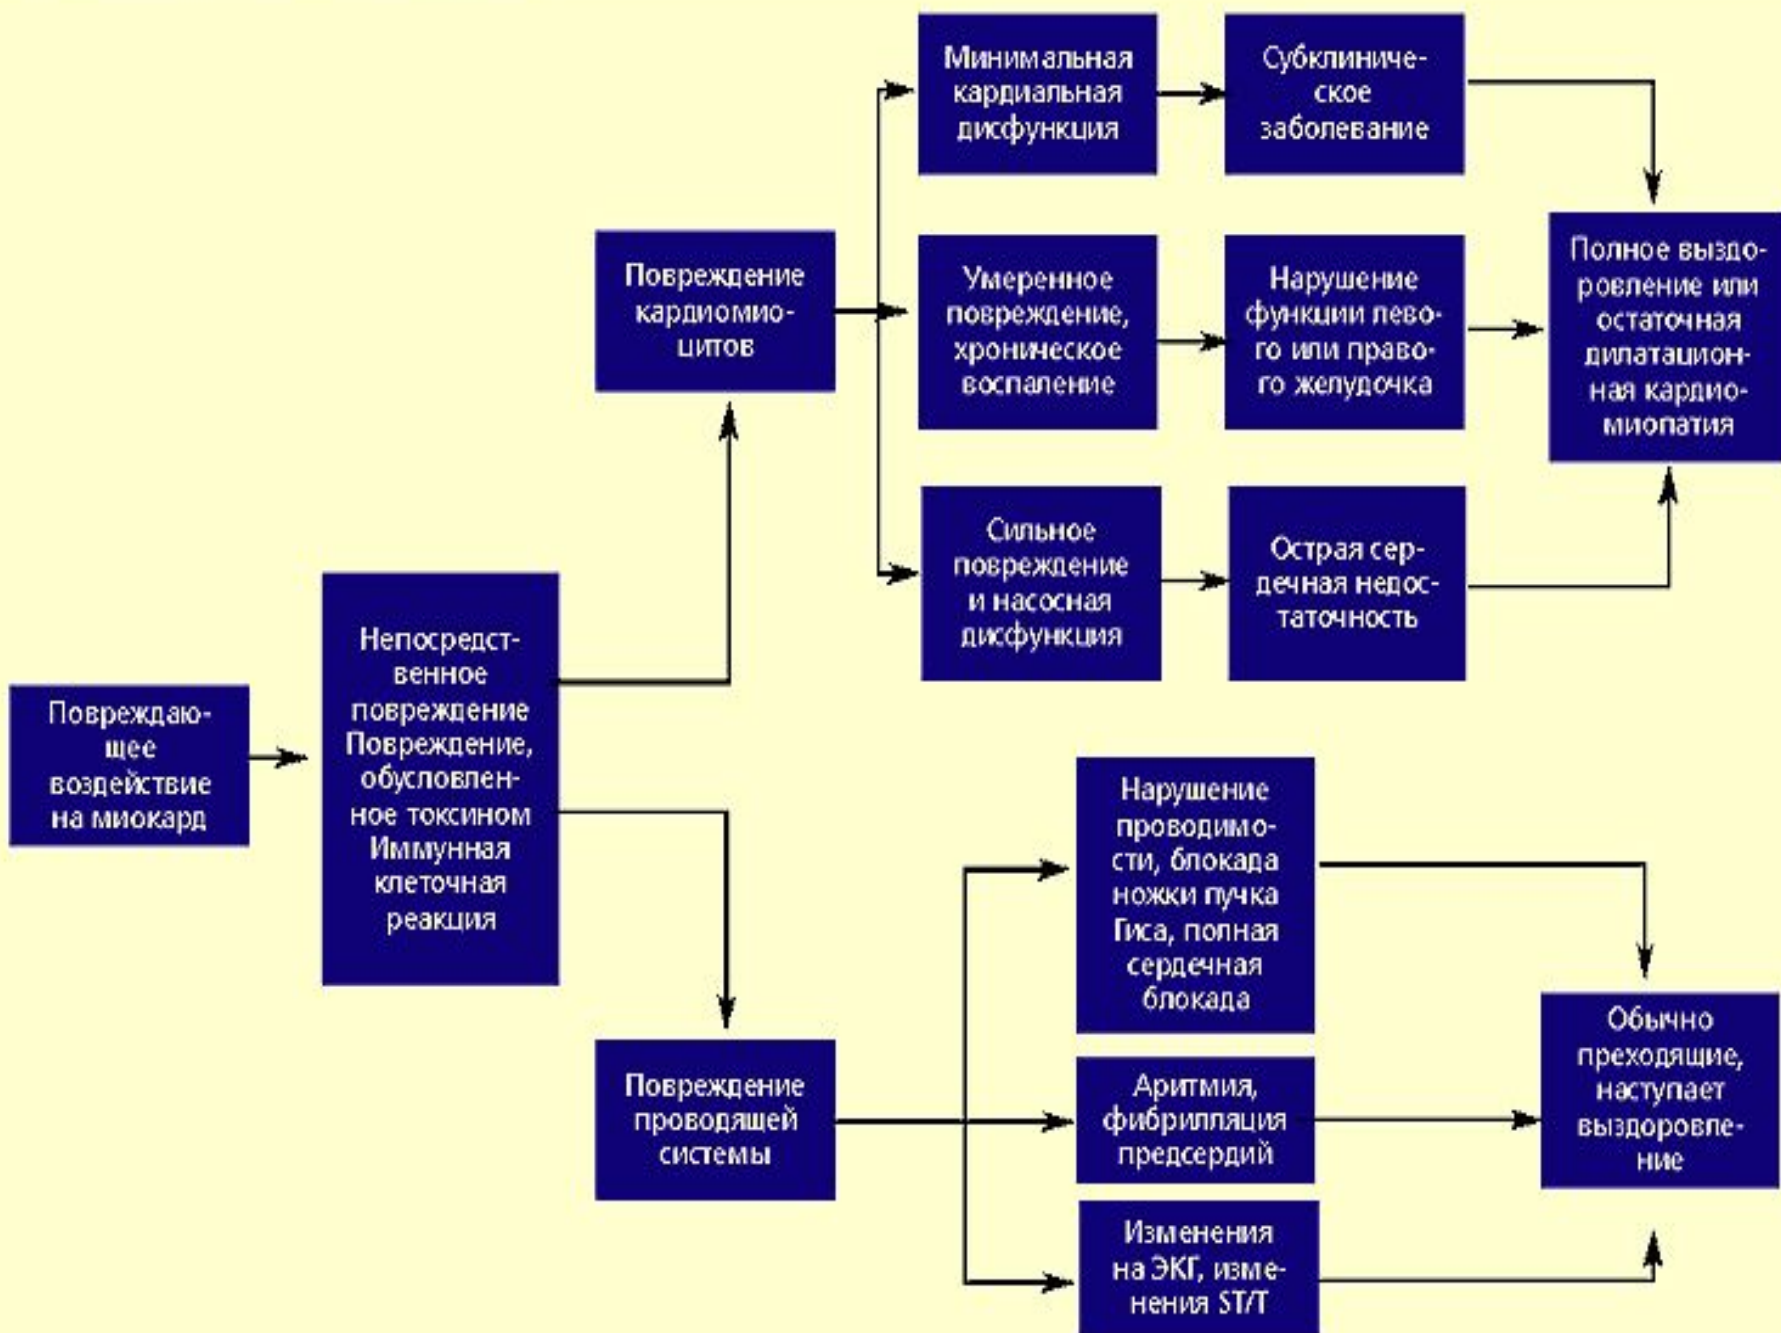 Минимальная
кардиальная
дисфункция
Субклиниче-
ское
заболевание
Повреждение
кардиомио-
цитов
Умеренное
повреждение,
хроническое
воспаление
Нарушение
функции лево-
го или право-
го желудочка
Полное выздо-
ровление или
остаточная
дилатацион-
ная кардио-
миопатия
Сильное
повреждение
и насосная
дисфункция
Острая сер-
дечная недос-
таточность
Повреждаю-
щее
воздействие
на миокард
Непосредст-
венное
повреждение
Повреждение,
обусловлен-
ное токсином
Иммунная
клеточная
реакция
Повреждение
проводящей
системы
Нарушение
проводимо-
сти, блокада
ножки пучка
Гиса, полная
сердечная
блокада
Аритмия,
фибрилляция
предсердий
Изменения
на ЭКГ, изме-
нения ST/T
Обычно
преходящие,
наступает
выздоровле-
ние